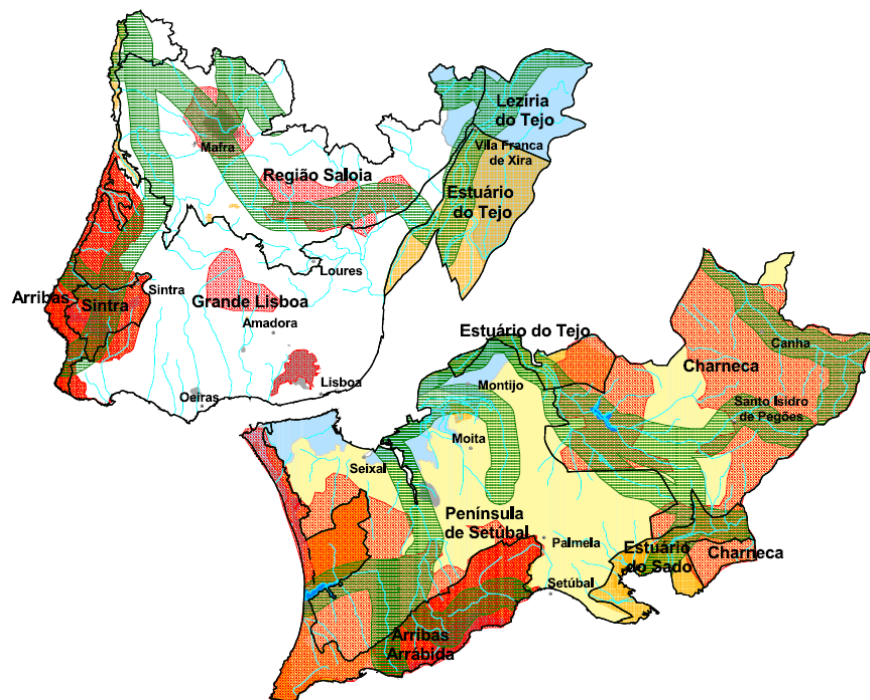 Lezíria
do Tejo
Mafra
Vila Franca
de Xira
Região Saloia
Estuário
do Tejo
Loures
Arribas
Sintra
Sintra
Grande Lisboa
Amadora
Estuário do Tejo
Canha
Charneca
Montijo
Lisboa
Oeiras
Santo Isidro
de Pegões
Moita
Seixal
Península
de Setúbal
Palmela
Estuário
do Sado
Charneca
Setúbal
Arribas
Arrábida